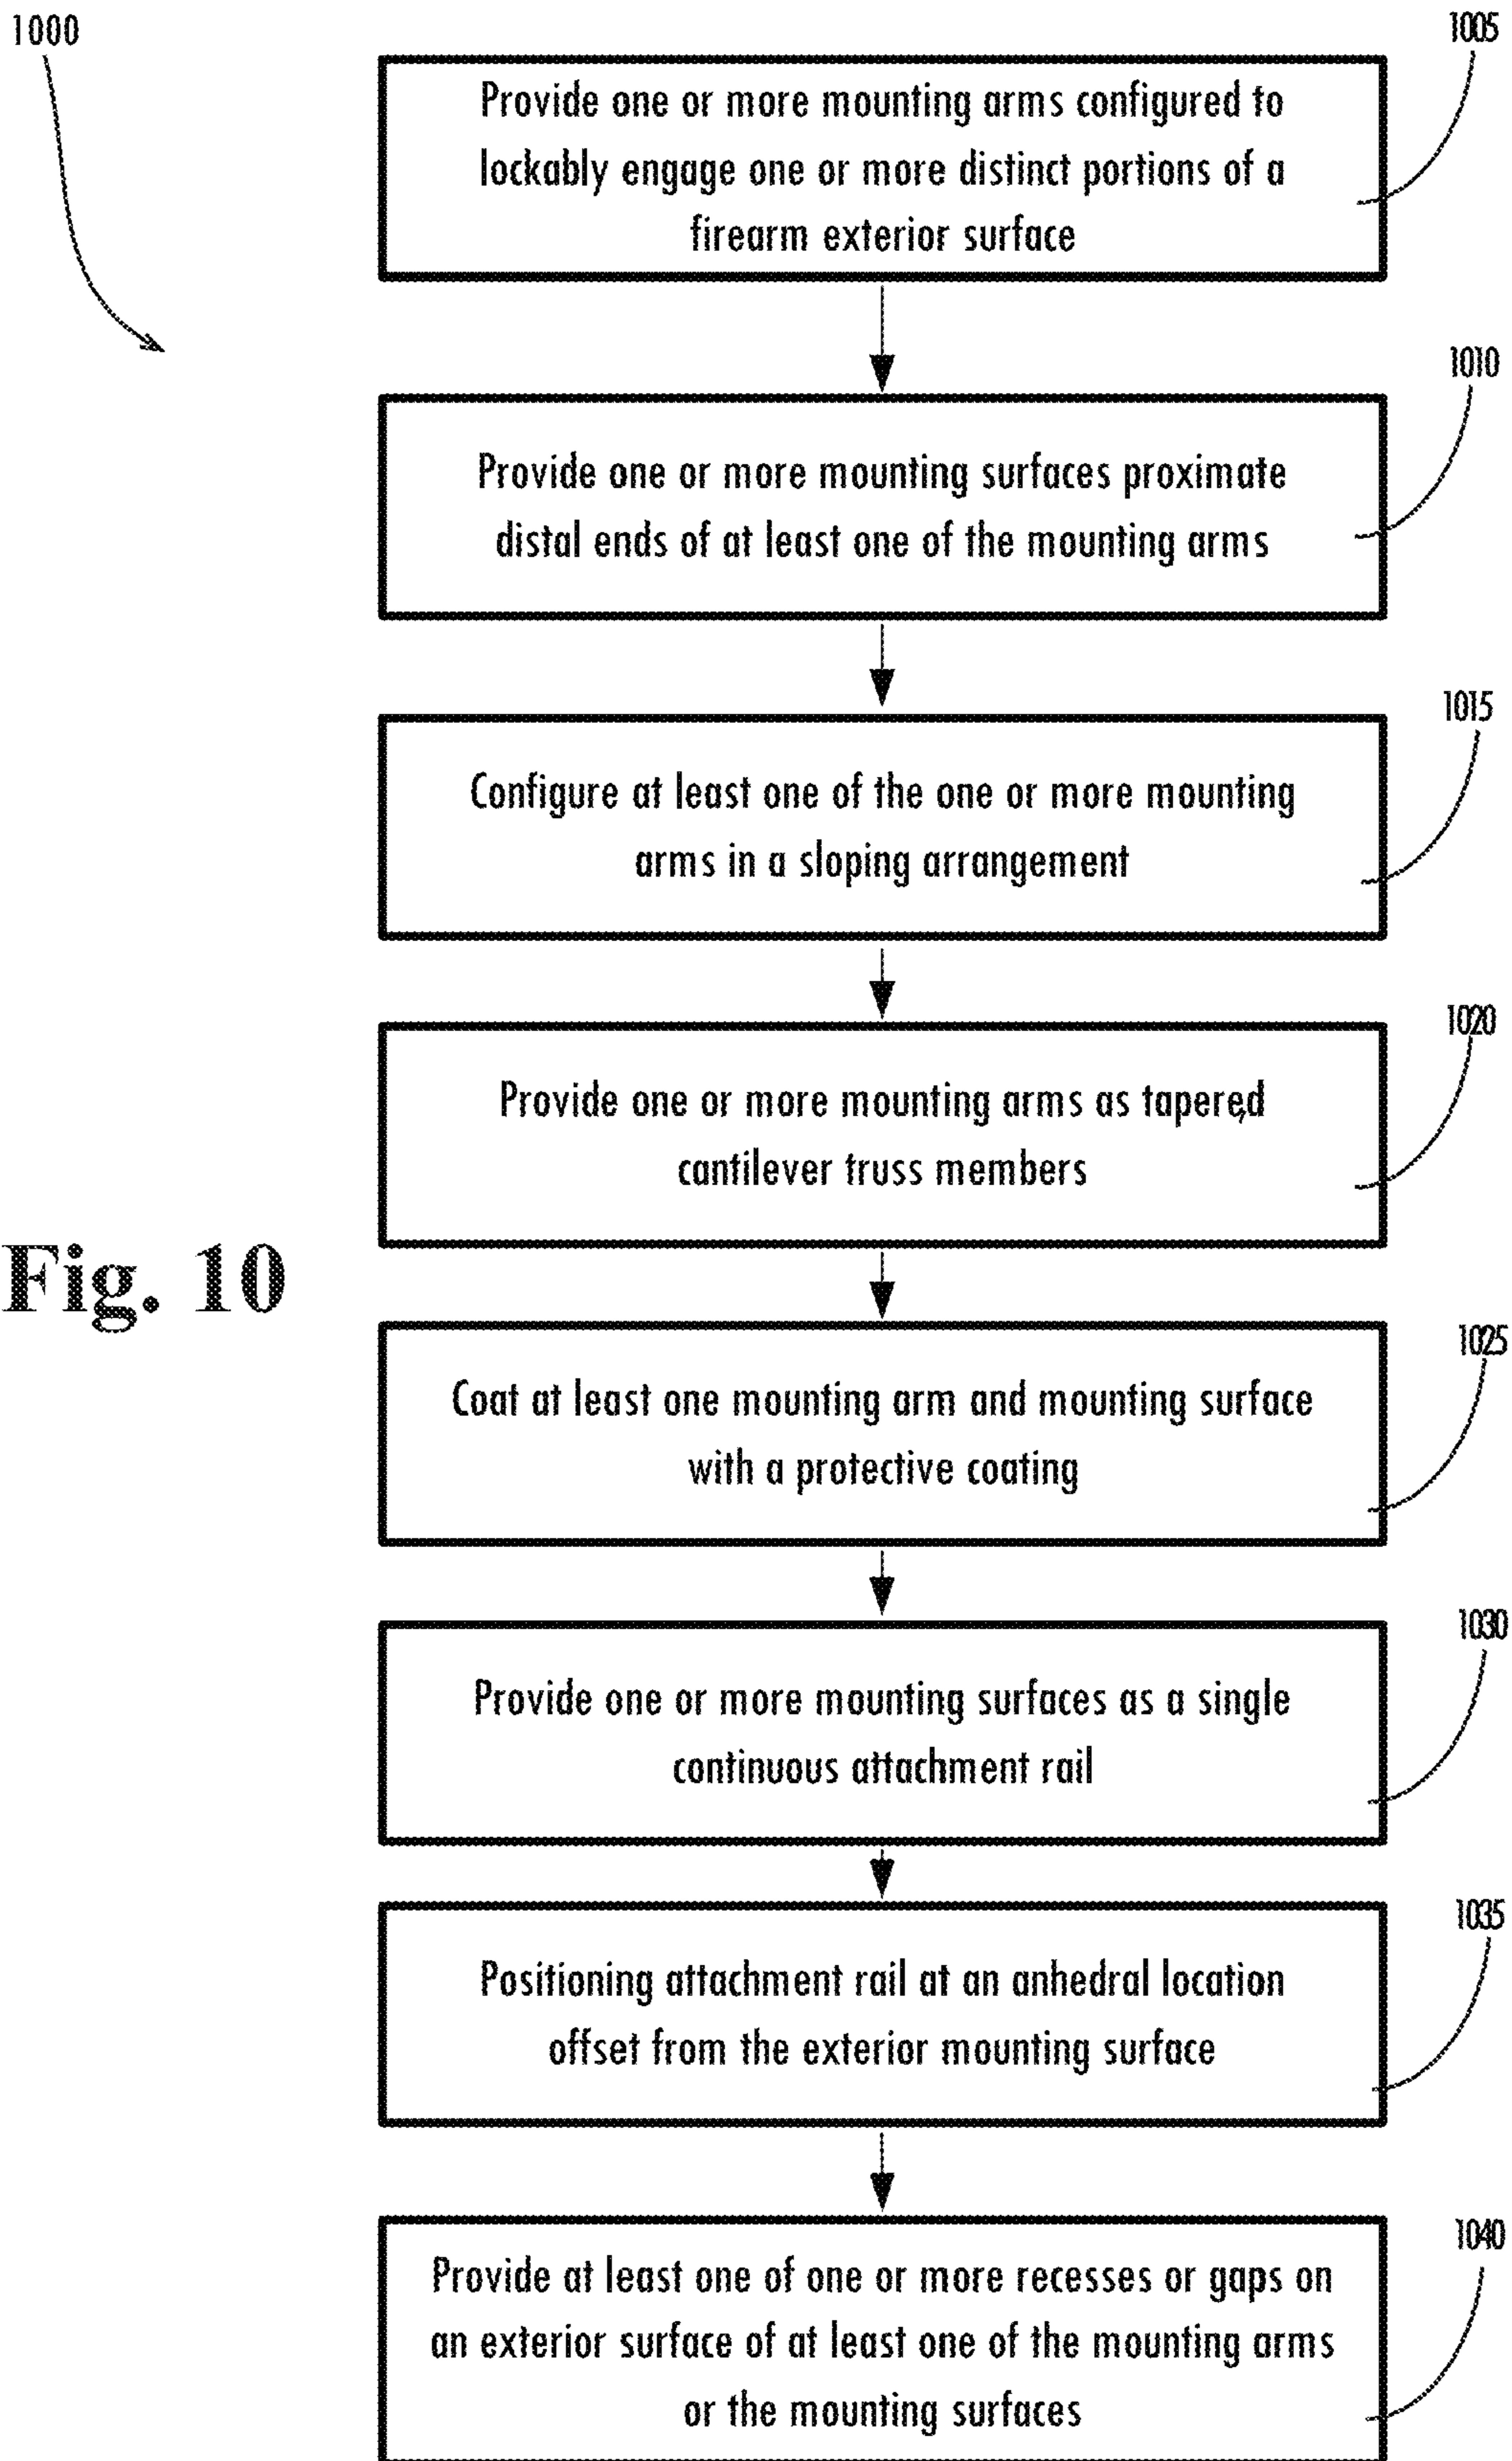 1000
1005
Provide one or more mounting arms configured to
lockably engage one or more distinct portions of a
firearm exterior surface
1010
Provide one or more mounting surfaces proximate
distal ends of at least one of the mounting arms
1015
Configure at least one of the one or more mounting
arms in a sloping arrangement
1020
Provide one or more mounting arms as tapered
cantilever truss members
Fig. 10
1025
Coat at least one mounting arm and mounting surface
with a protective coating
1030
Provide one or more mounting surfaces as a single
continuous attachment rail
1035
Positioning attachment rail at an anhedral location
offset from the exterior mounting surface
1040
Provide at least one of one or more recesses or gaps on
an exterior surface of at least one of the mounting arms
or the mounting surfaces